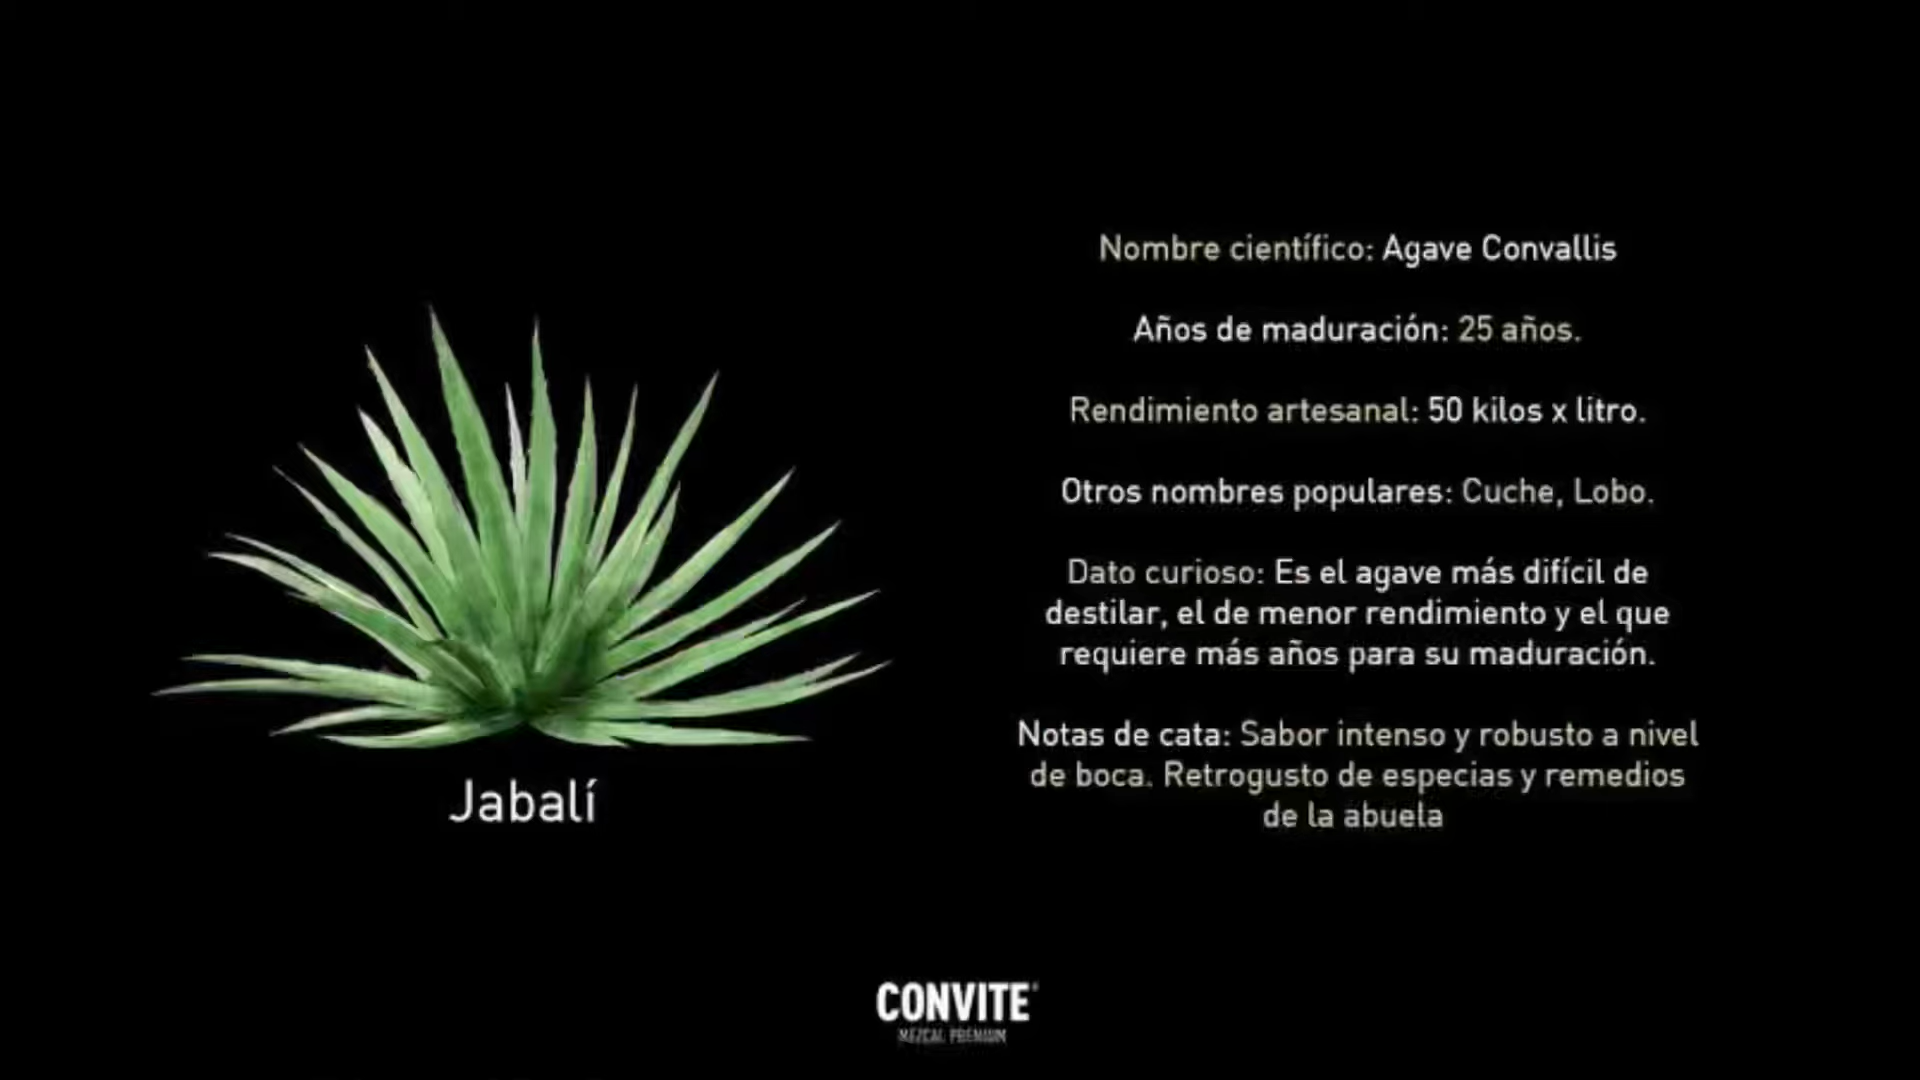 Nombre científico: Agave Convallis
Años de maduración: 25 años.
Rendimiento artesanal: 50 kilos x litro.
Otros nombres populares: Cuche, Lobo.
Dato curioso: Es el agave más difícil de
destilar, el de menor rendimiento y el que
requiere más años para su maduración.
Notas de cata: Sabor intenso y robusto a nivel
de boca. Retrogusto de especias y remedios
de la abuela
Jabalí
CONVITE®
MEZCAL PREMIUM